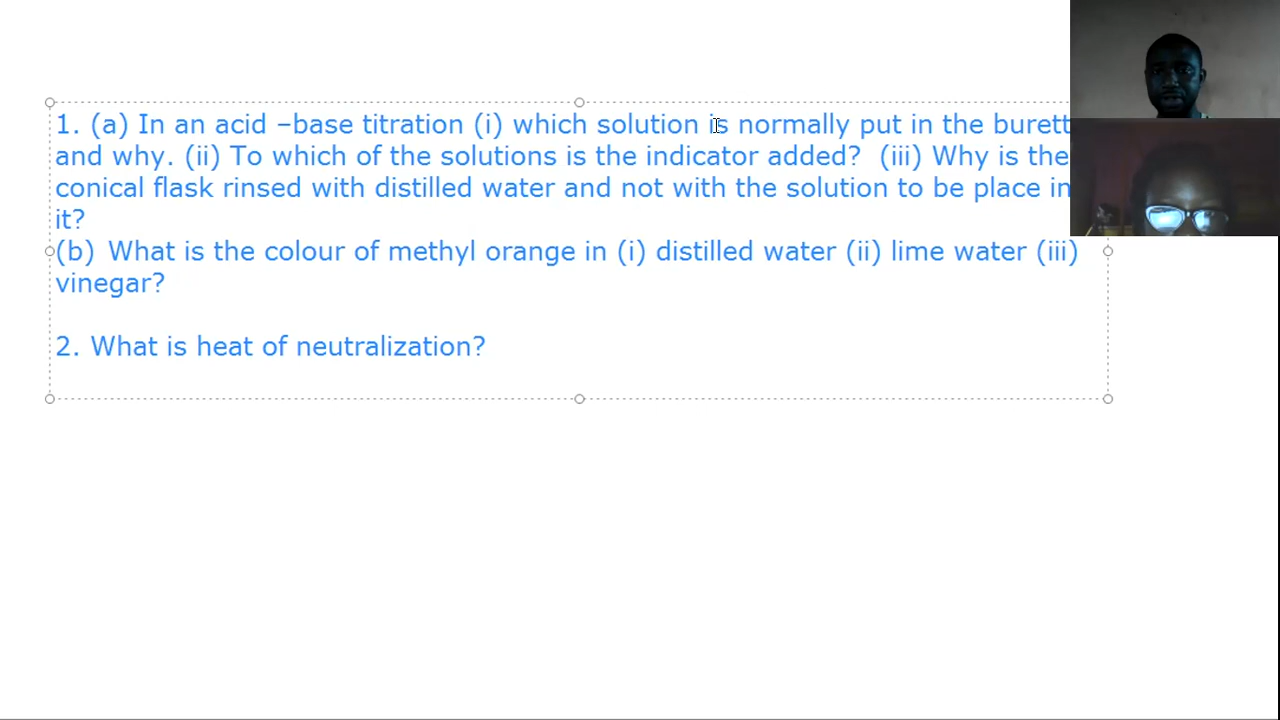 1. (a) In an acid –base titration (i) which solution is normally put in the burett
and why. (ii) To which of the solutions is the indicator added? (iii) Why is the
conical flask rinsed with distilled water and not with the solution to be place in
it?
(b) What is the colour of methyl orange in (i) distilled water (ii) lime water (iii)
vinegar?
2. What is heat of neutralization?